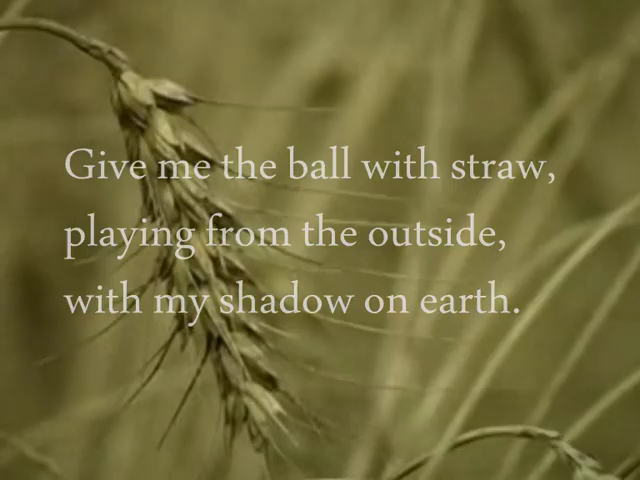 Give me the ball with straw,
playing from the outside,
with my shadow on earth.